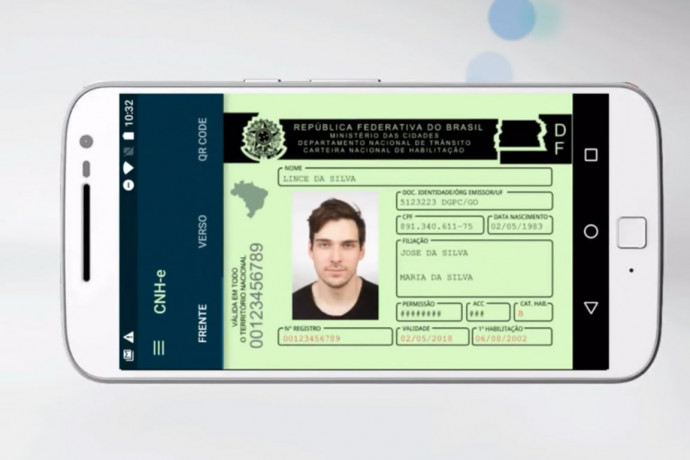 10:32
CNH-e
FRENTE
VERSO
QR CODE
REPÚBLICA FEDERATIVA DO BRASIL
MINISTÉRIO DAS CIDADES
DEPARTAMENTO NACIONAL DE TRÂNSITO
CARTEIRA NACIONAL DE HABILITAÇÃO
D
F
NOME
LINCE DA SILVA
DOC. IDENTIDADE/ÓRG EMISSOR/UF
5123223 DGPC/GO
CPF
891.340.611-75
DATA NASCIMENTO
02/05/1983
FILIAÇÃO
JOSE DA SILVA
MARIA DA SILVA
PERMISSÃO
########
ACC
###
CAT. HAB.
B
Nº REGISTRO
00123456789
VALIDADE
02/05/2018
1ª HABILITAÇÃO
06/08/2002
VÁLIDA EM TODO
O TERRITÓRIO NACIONAL
00123456789